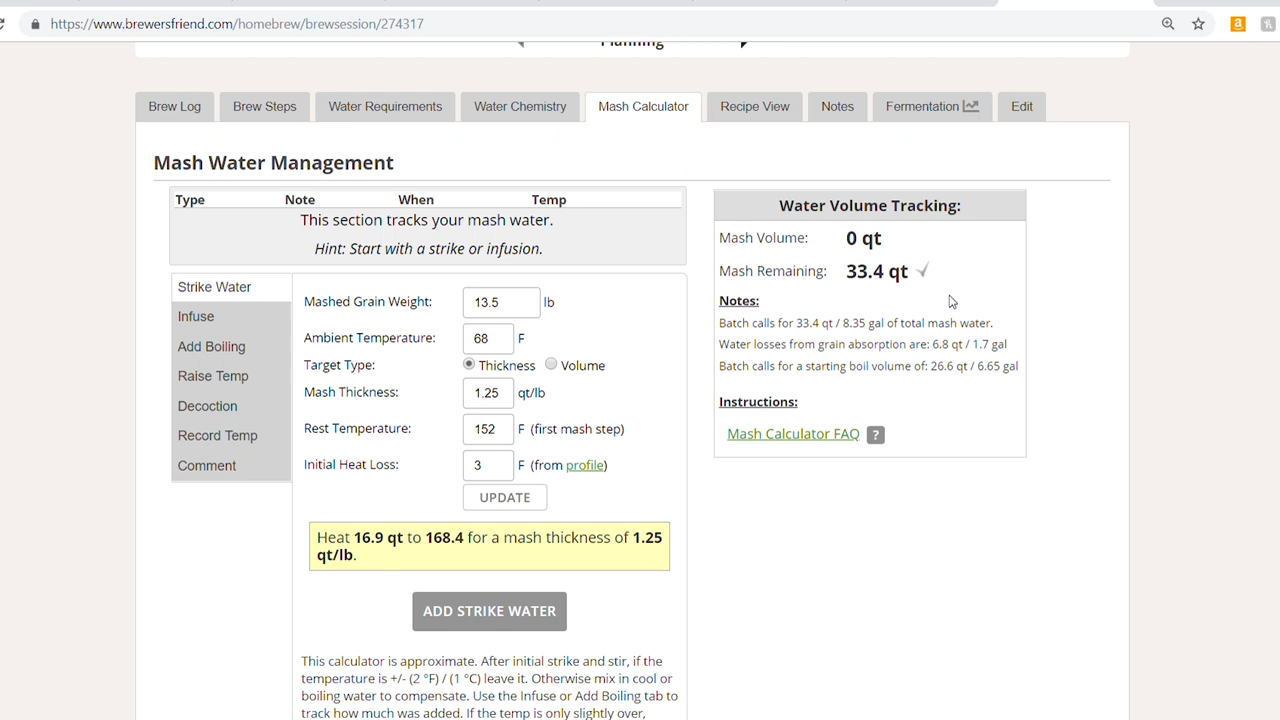 https://www.brewersfriend.com/homebrew/brewsession/274317
Planning
Brew Log
Brew Steps
Water Requirements
Water Chemistry
Mash Calculator
Recipe View
Notes
Fermentation
Edit
Mash Water Management
Type Note When Temp
This section tracks your mash water.
Hint: Start with a strike or infusion.
Strike Water
Infuse
Add Boiling
Raise Temp
Decoction
Record Temp
Comment
Mashed Grain Weight: 13.5 lb
Ambient Temperature: 68 F
Target Type: Thickness Volume
Mash Thickness: 1.25 qt/lb
Rest Temperature: 152 F (first mash step)
Initial Heat Loss: 3 F (from profile)
UPDATE
Heat 16.9 qt to 168.4 for a mash thickness of 1.25
qt/lb.
ADD STRIKE WATER
This calculator is approximate. After initial strike and stir, if the
temperature is +/- (2 °F) / (1 °C) leave it. Otherwise mix in cool or
boiling water to compensate. Use the Infuse or Add Boiling tab to
track how much was added. If the temp is only slightly over,
Water Volume Tracking:
Mash Volume: 0 qt
Mash Remaining: 33.4 qt
Notes:
Batch calls for 33.4 qt / 8.35 gal of total mash water.
Water losses from grain absorption are: 6.8 qt / 1.7 gal
Batch calls for a starting boil volume of: 26.6 qt / 6.65 gal
Instructions:
Mash Calculator FAQ ?